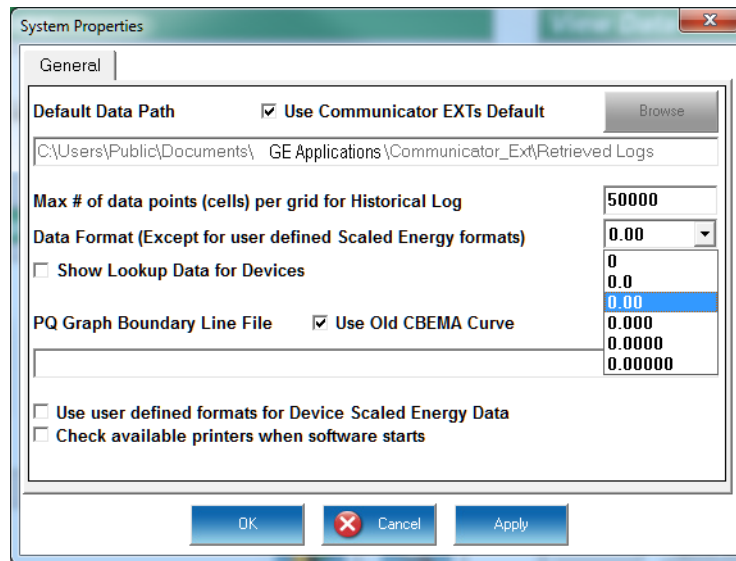 View Data
System Properties
General
Default Data Path Use Communicator EXTs Default Browse
C:\Users\Public\Documents\ GE Applications \Communicator_Ext\Retrieved Logs
Max # of data points (cells) per grid for Historical Log 50000
Data Format (Except for user defined Scaled Energy formats) 0.00
0
Show Lookup Data for Devices
0.0
0.00
PQ Graph Boundary Line File Use Old CBEMA Curve
0.000
0.0000
0.00000
Use user defined formats for Device Scaled Energy Data
Check available printers when software starts
OK Cancel Apply